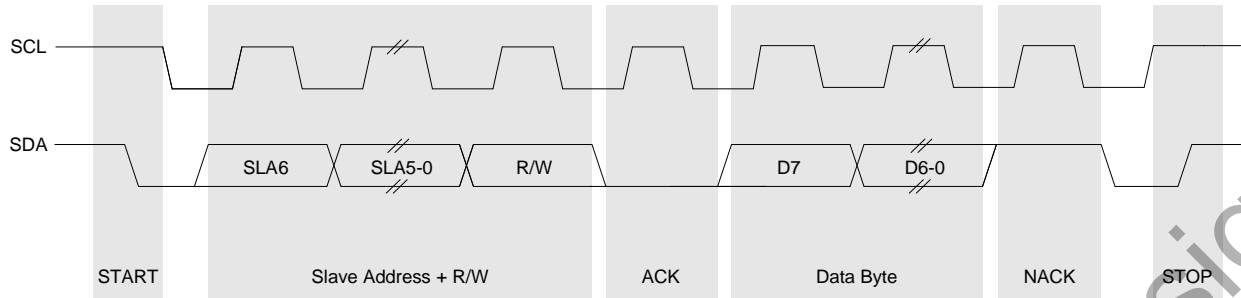 SCL
SDA
SLA6 SLA5-0 R/W D7 D6-0
START Slave Address + R/W ACK Data Byte NACK STOP